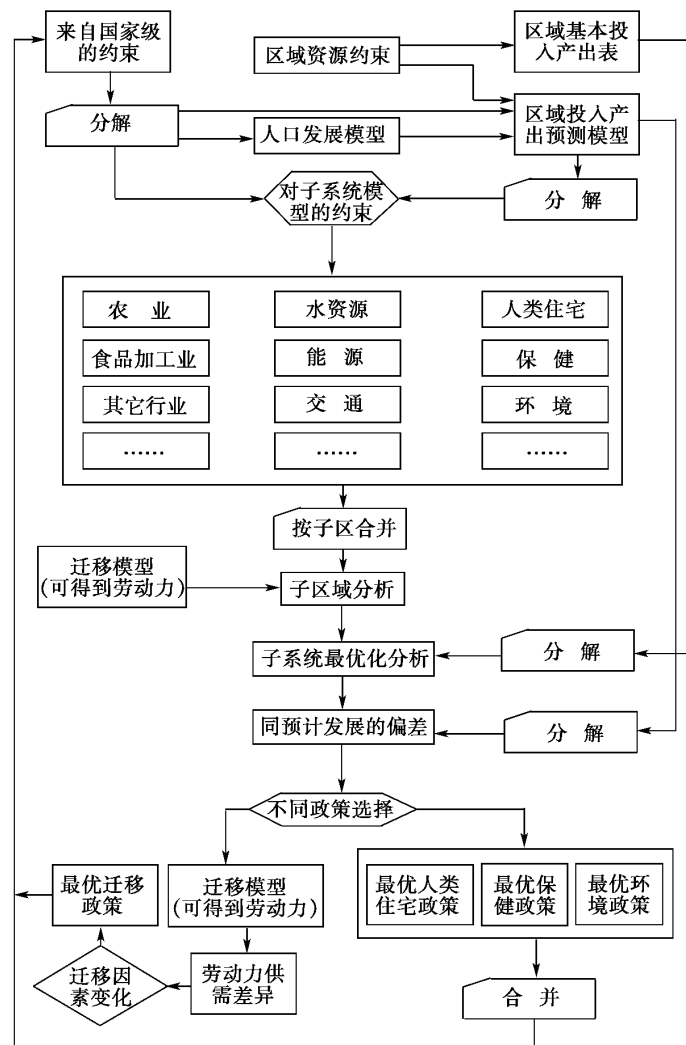 来自国家级
的约束
区域资源约束
区域基本投
入产出表
分解
人口发展模型
区域投入产
出预测模型
对子系统模
型的约束
分 解
农 业
水资源
人类住宅
食品加工业
能 源
保 健
其它行业
交 通
环 境
……
……
……
按子区合并
迁移模型
(可得到劳动力)
子区域分析
子系统最优化分析
分 解
同预计发展的偏差
分 解
不同政策选择
最优迁移
政策
迁移模型
(可得到劳动力)
最优人类
住宅政策
最优保
健政策
最优环
境政策
迁移因
素变化
劳动力供
需差异
合 并